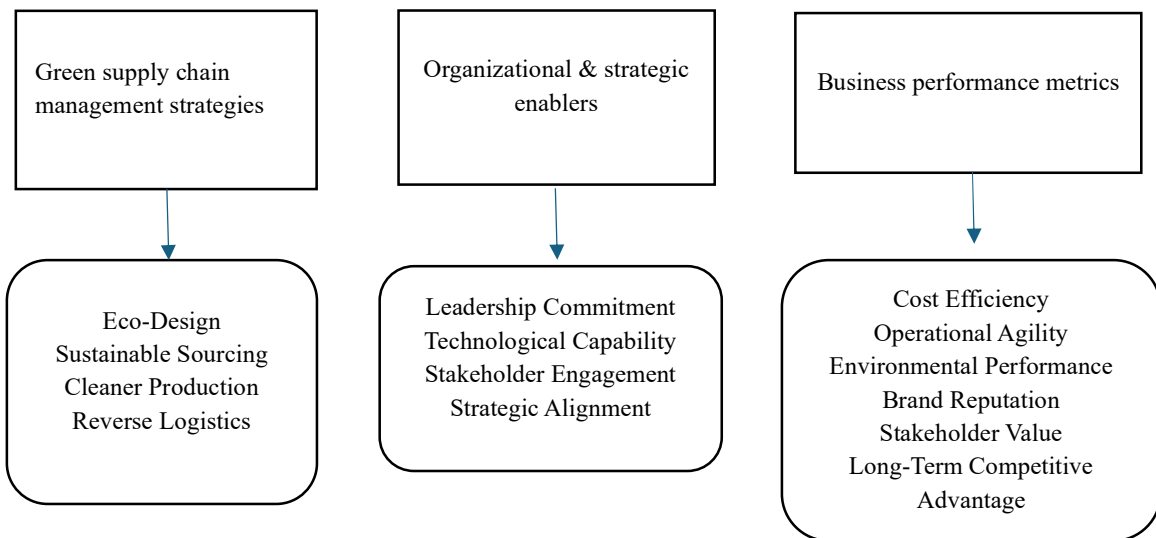 Green supply chain
management strategies
Organizational & strategic
enablers
Business performance metrics
Eco-Design
Sustainable Sourcing
Cleaner Production
Reverse Logistics
Leadership Commitment
Technological Capability
Stakeholder Engagement
Strategic Alignment
Cost Efficiency
Operational Agility
Environmental Performance
Brand Reputation
Stakeholder Value
Long-Term Competitive
Advantage